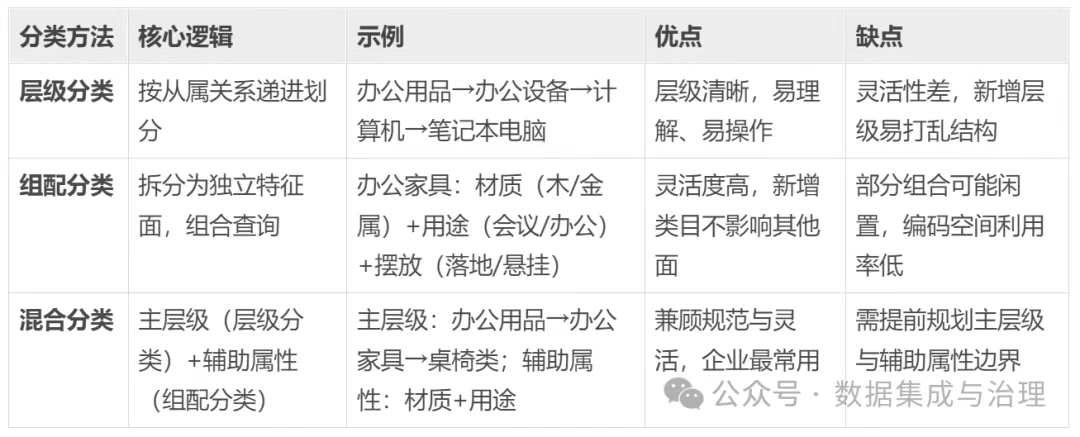 分类方法 核心逻辑 示例 优点 缺点
层级分类 按从属关系递进划 办公用品→办公设备→计 层级清晰，易理 灵活性差，新增层
分 算机→笔记本电脑 解、易操作 级易打乱结构
组配分类 拆分为独立特征 办公家具：材质（木/金 灵活度高，新增 部分组合可能闲
面，组合查询 属）+用途（会议/办公） 类目不影响其他 置，编码空间利用
+摆放（落地/悬挂） 面 率低
混合分类 主层级（层级分 主层级：办公用品→办公 兼顾规范与灵 需提前规划主层级
类）+辅助属性 家具→桌椅类；辅助属 活，企业最常用 与辅助属性边界
（组配分类） 性：材质+用途
公众号 · 数据集成与治理